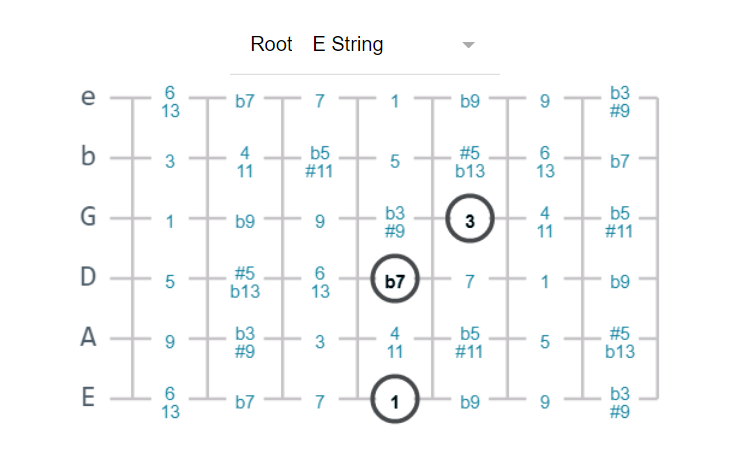 Root E String
e 6 13 b7 7 1 b9 9 b3 #9
b 3 4 11 b5 #11 5 #5 b13 6 13 b7
G 1 b9 9 b3 #9 3 4 11 b5 #11
D 5 #5 b13 6 13 b7 7 1 b9
A 9 b3 #9 3 4 11 b5 #11 5 #5 b13
E 6 13 b7 7 1 b9 9 b3 #9